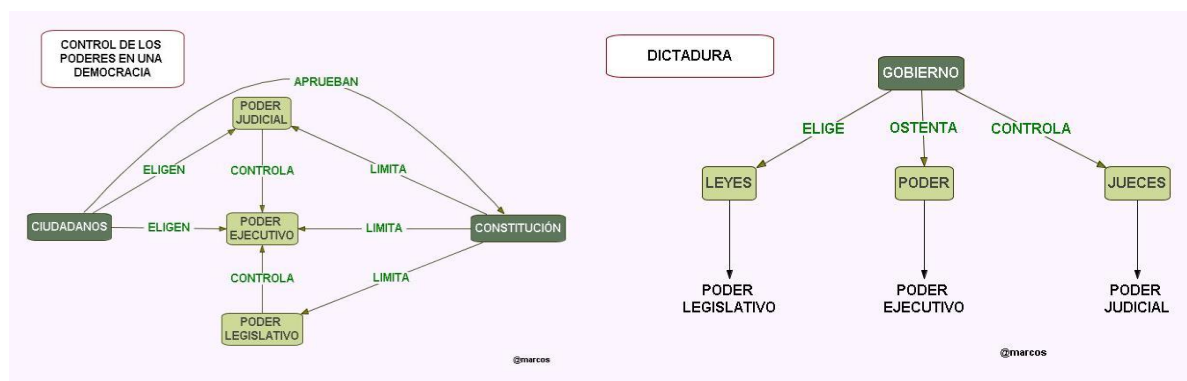 CONTROL DE LOS
PODERES EN UNA
DEMOCRACIA
APRUEBAN
PODER
JUDICIAL
ELIGEN
CONTROLA
LIMITA
CIUDADANOS
ELIGEN
PODER
EJECUTIVO
LIMITA
CONSTITUCIÓN
CONTROLA
LIMITA
PODER
LEGISLATIVO
@marcos
DICTADURA
GOBIERNO
ELIGE
OSTENTA
CONTROLA
LEYES
PODER
JUECES
PODER
LEGISLATIVO
PODER
EJECUTIVO
PODER
JUDICIAL
@marcos